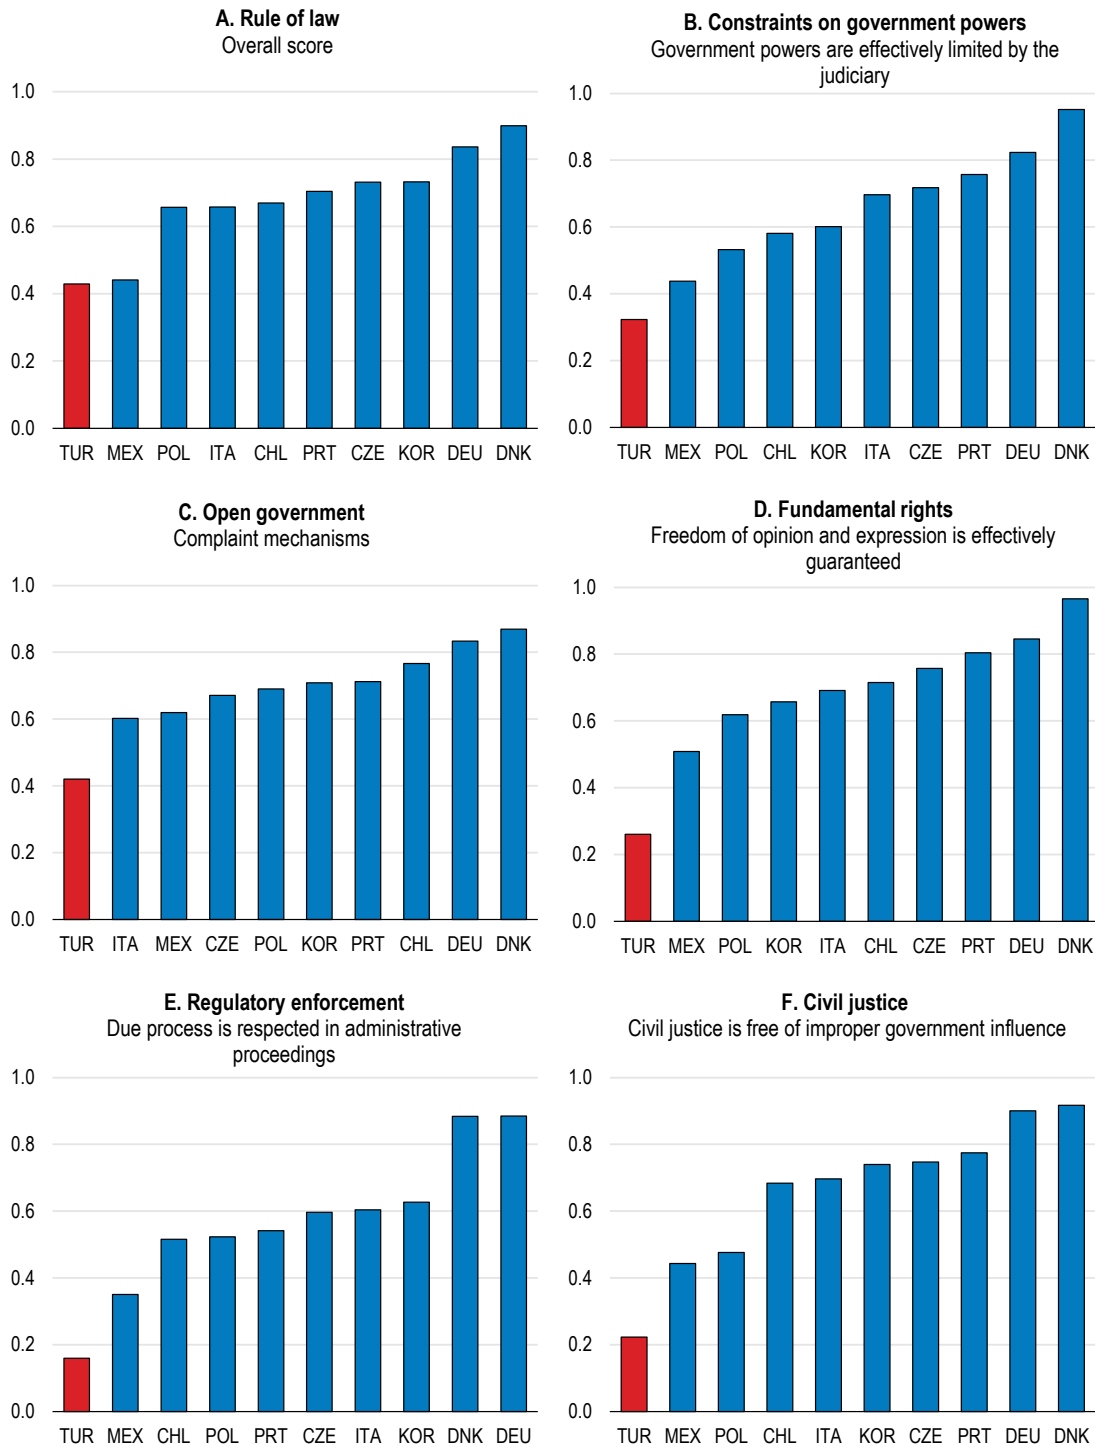 A. Rule of law
Overall score
1.0
0.8
0.6
0.4
0.2
0.0
TUR MEX POL ITA CHL PRT CZE KOR DEU DNK
B. Constraints on government powers
Government powers are effectively limited by the
judiciary
1.0
0.8
0.6
0.4
0.2
0.0
TUR MEX POL CHL KOR ITA CZE PRT DEU DNK
C. Open government
Complaint mechanisms
1.0
0.8
0.6
0.4
0.2
0.0
TUR ITA MEX CZE POL KOR PRT CHL DEU DNK
D. Fundamental rights
Freedom of opinion and expression is effectively
guaranteed
1.0
0.8
0.6
0.4
0.2
0.0
TUR MEX POL KOR ITA CHL CZE PRT DEU DNK
E. Regulatory enforcement
Due process is respected in administrative
proceedings
1.0
0.8
0.6
0.4
0.2
0.0
TUR MEX CHL POL PRT CZE ITA KOR DNK DEU
F. Civil justice
Civil justice is free of improper government influence
1.0
0.8
0.6
0.4
0.2
0.0
TUR MEX POL CHL ITA KOR CZE PRT DEU DNK